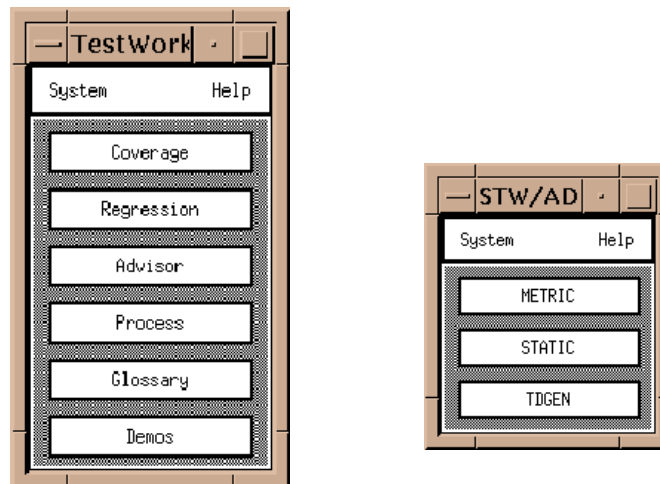 TestWork
System Help
Coverage
Regression
Advisor
Process
Glossary
Demos
STW/AD
System Help
METRIC
STATIC
TDGEN